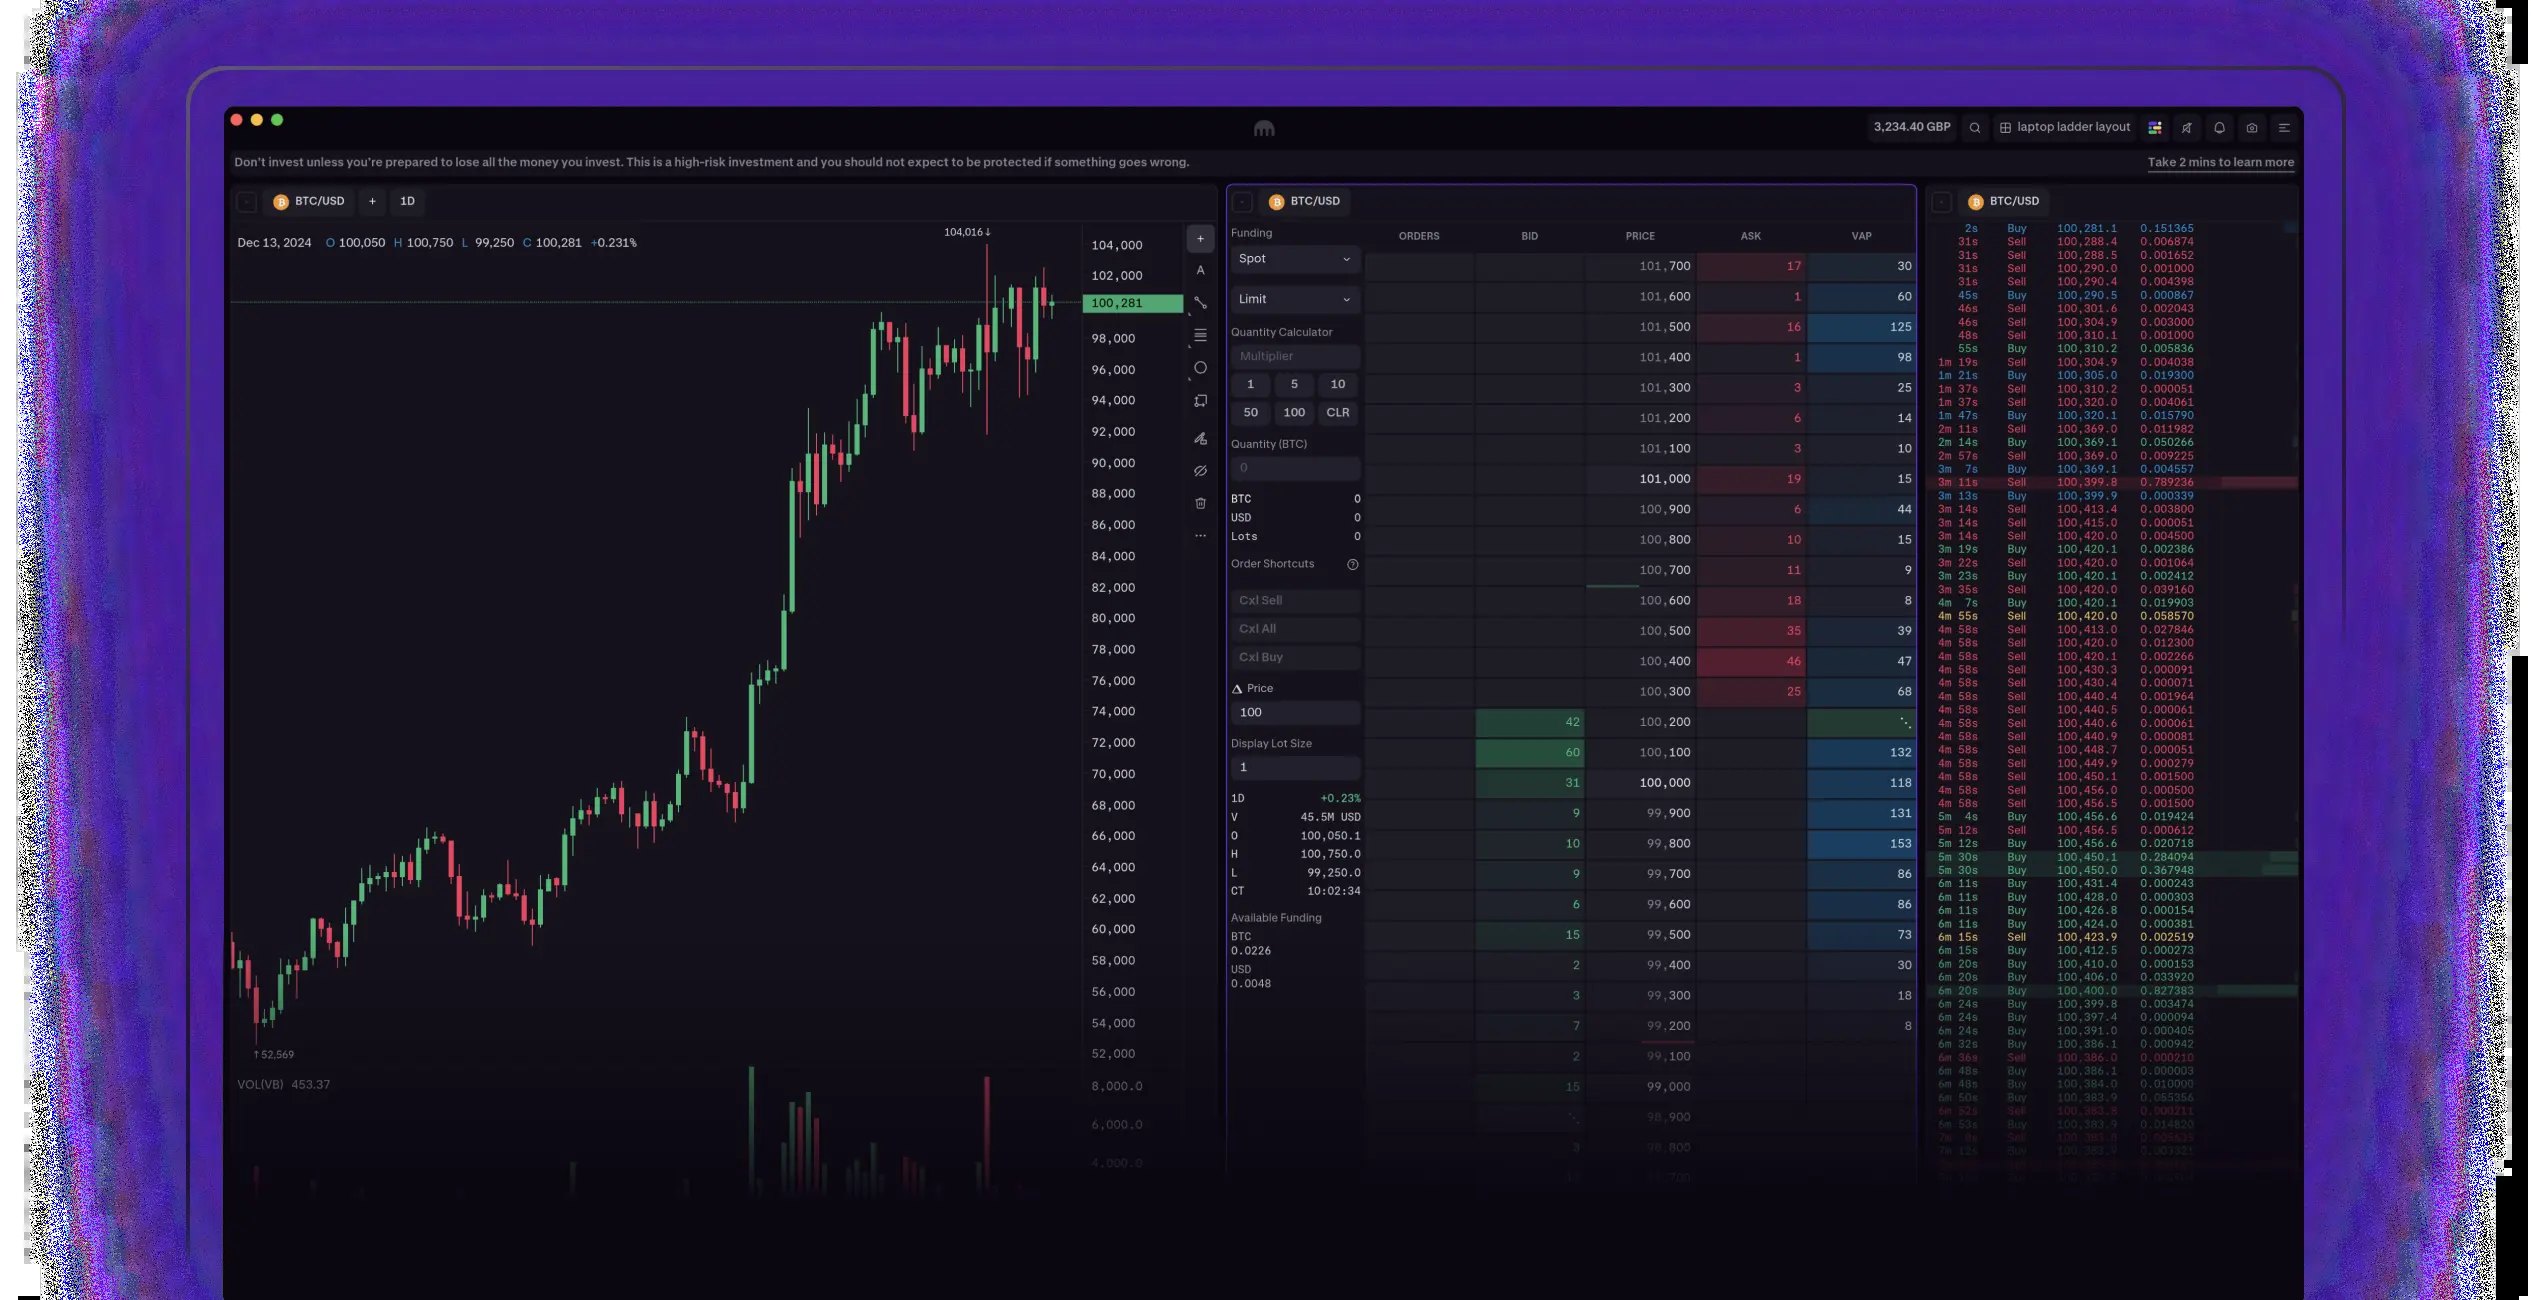 3,234.40 GBP
laptop ladder layout
Don't invest unless you're prepared to lose all the money you invest. This is a high-risk investment and you should not expect to be protected if something goes wrong.
Take 2 mins to learn more
BTC/USD + 1D
Dec 13, 2024 O 100,050 H 100,750 L 99,250 C 100,281 +0.231%
104,016↓
104,000
102,000
100,281
98,000
96,000
94,000
92,000
90,000
88,000
86,000
84,000
82,000
80,000
78,000
76,000
74,000
72,000
70,000
68,000
66,000
64,000
62,000
60,000
58,000
56,000
54,000
52,000
↑52,569
VOL(VB) 453.37
8,000.0
6,000.0
4,000.0
BTC/USD
Funding
Spot
Limit
Quantity Calculator
Multiplier
1 5 10
50 100 CLR
Quantity (BTC)
0
BTC 0
USD 0
Lots 0
Order Shortcuts
Cxl Sell
Cxl All
Cxl Buy
Price
100
Display Lot Size
1
1D +0.23%
V 45.5M USD
O 100,050.1
H 100,750.0
L 99,250.0
CT 10:02:34
Available Funding
BTC
0.0226
USD
0.0048
ORDERS BID PRICE ASK VAP
101,700 17 30
101,600 1 60
101,500 16 125
101,400 1 98
101,300 3 25
101,200 6 14
101,100 3 10
101,000 19 15
100,900 6 44
100,800 10 15
100,700 11 9
100,600 18 8
100,500 35 39
100,400 46 47
100,300 25 68
42 100,200
60 100,100 132
31 100,000 118
9 99,900 131
10 99,800 153
9 99,700 86
6 99,600 86
15 99,500 73
2 99,400 30
3 99,300 18
7 99,200 8
2 99,100
15 99,000
98,900
3 98,800
BTC/USD
2s Buy 100,281.1 0.151365
31s Sell 100,288.4 0.006874
31s Sell 100,288.5 0.001652
31s Sell 100,290.0 0.001000
31s Sell 100,290.4 0.004398
45s Buy 100,290.5 0.000867
46s Sell 100,301.6 0.002043
46s Sell 100,304.9 0.003000
48s Sell 100,310.1 0.001000
55s Buy 100,310.2 0.005836
1m 19s Sell 100,304.9 0.004038
1m 21s Buy 100,305.0 0.019300
1m 37s Sell 100,310.2 0.000051
1m 37s Sell 100,320.0 0.004061
1m 47s Buy 100,320.1 0.015790
2m 11s Sell 100,369.0 0.011982
2m 14s Buy 100,369.1 0.050266
2m 57s Sell 100,369.0 0.009225
3m 7s Buy 100,369.1 0.004557
3m 11s Sell 100,399.8 0.789236
3m 13s Buy 100,399.9 0.000339
3m 14s Sell 100,413.4 0.003800
3m 14s Sell 100,415.0 0.000051
3m 14s Sell 100,420.0 0.004500
3m 19s Buy 100,420.1 0.002386
3m 22s Sell 100,420.0 0.001064
3m 23s Buy 100,420.1 0.002412
3m 35s Sell 100,420.0 0.039160
4m 7s Buy 100,420.1 0.019903
4m 55s Sell 100,420.0 0.058570
4m 58s Sell 100,413.0 0.027846
4m 58s Sell 100,420.0 0.012300
4m 58s Sell 100,420.1 0.002266
4m 58s Sell 100,430.3 0.000091
4m 58s Sell 100,430.4 0.000071
4m 58s Sell 100,440.4 0.001964
4m 58s Sell 100,440.5 0.000061
4m 58s Sell 100,440.6 0.000061
4m 58s Sell 100,440.9 0.000081
4m 58s Sell 100,448.7 0.000051
4m 58s Sell 100,449.9 0.000279
4m 58s Sell 100,450.1 0.001500
4m 58s Sell 100,456.0 0.000500
4m 58s Sell 100,456.5 0.001500
5m 4s Buy 100,456.6 0.019424
5m 12s Sell 100,456.5 0.000612
5m 12s Buy 100,456.6 0.020718
5m 30s Buy 100,450.1 0.284094
5m 30s Buy 100,450.0 0.367948
6m 11s Buy 100,431.4 0.000243
6m 11s Buy 100,428.0 0.000303
6m 11s Buy 100,426.8 0.000154
6m 11s Buy 100,424.0 0.000381
6m 15s Sell 100,423.9 0.002519
6m 15s Buy 100,412.5 0.000273
6m 20s Buy 100,410.0 0.000153
6m 20s Buy 100,406.0 0.033920
6m 20s Buy 100,400.0 0.827383
6m 24s Buy 100,399.8 0.003474
6m 24s Buy 100,397.4 0.000094
6m 24s Buy 100,391.0 0.000405
6m 32s Buy 100,386.1 0.000942
6m 36s Sell 100,386.0 0.000210
6m 48s Buy 100,386.1 0.000003
6m 48s Buy 100,384.0 0.010000
6m 50s Buy 100,383.9 0.055356
6m 52s Sell 100,383.8 0.000211
6m 53s Buy 100,383.9 0.014820